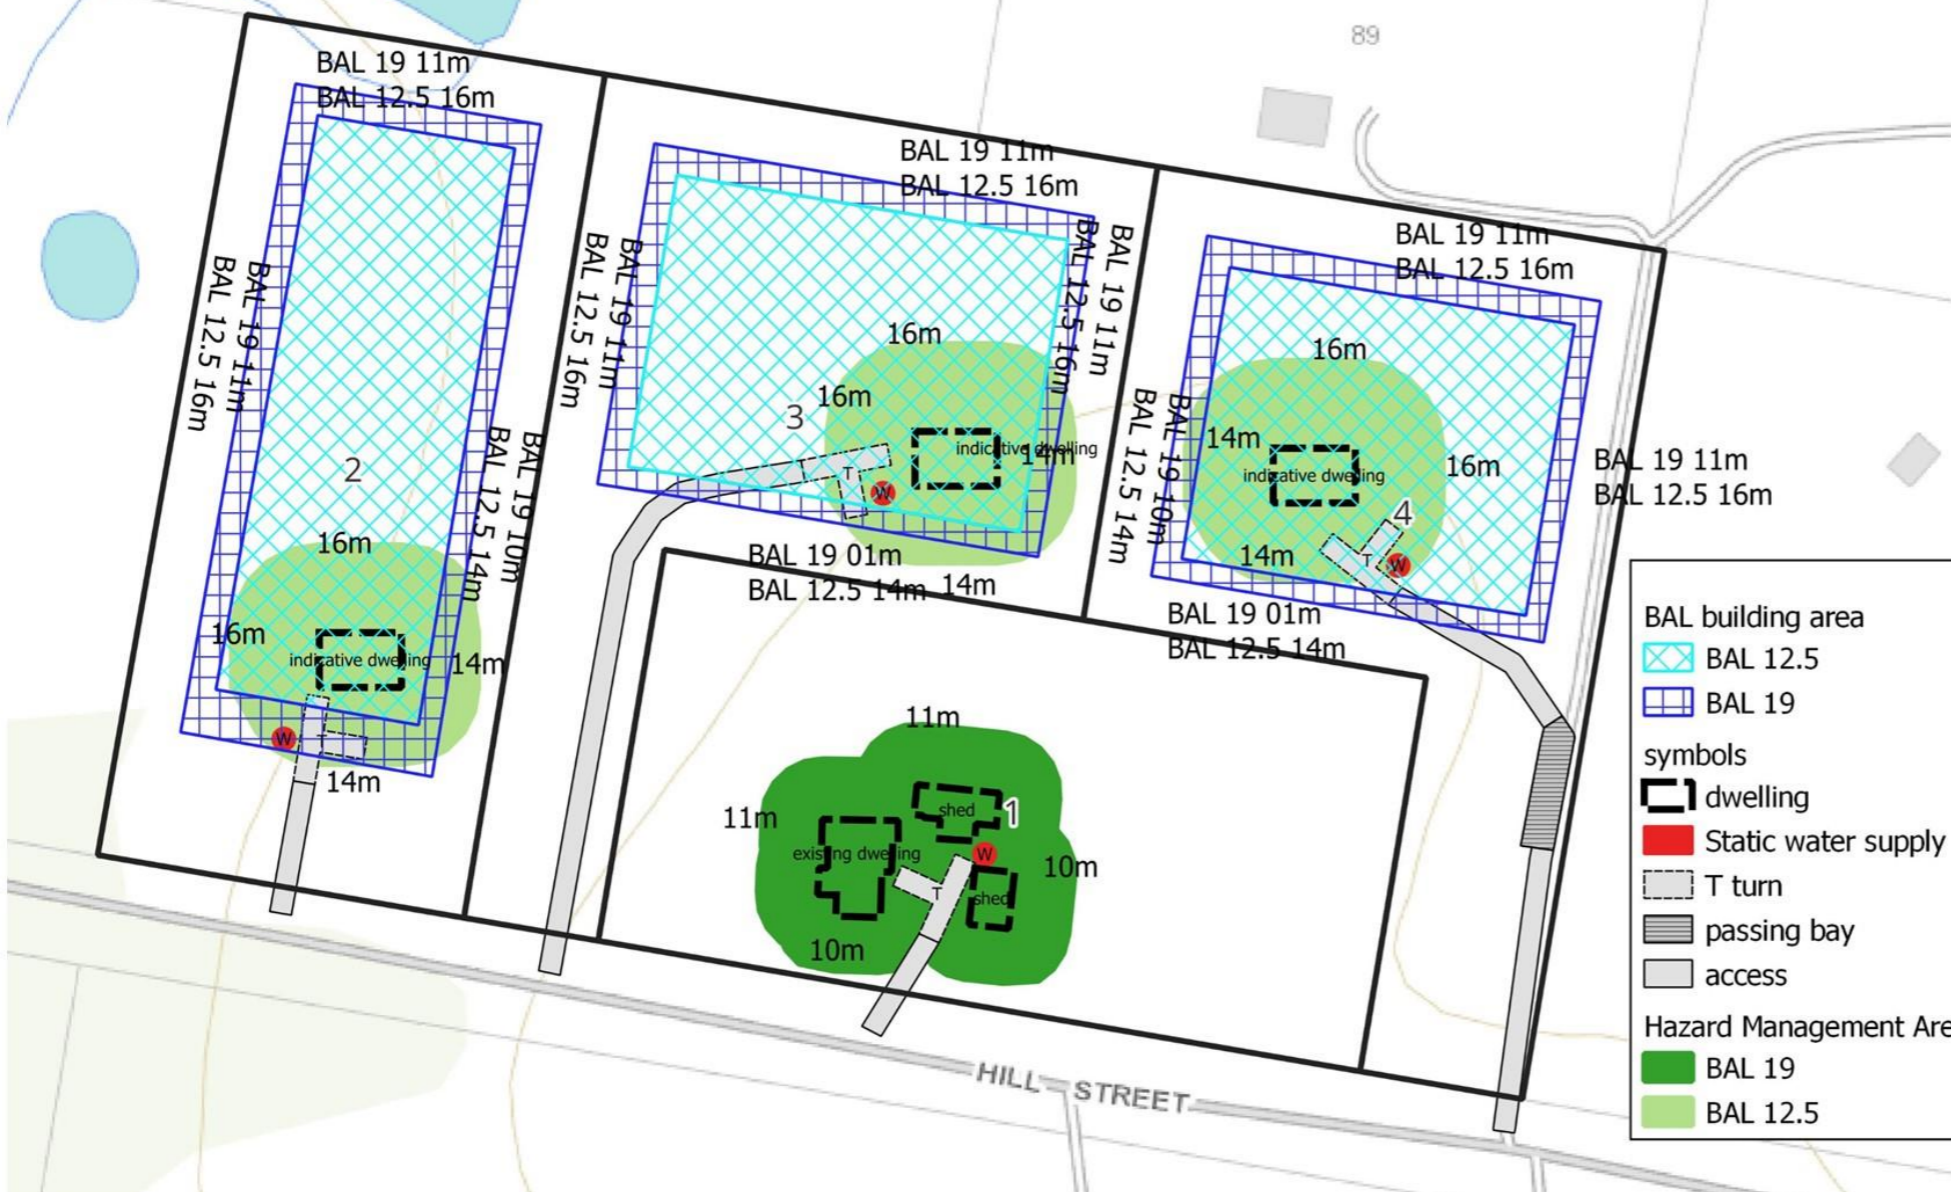 89
BAL 19 11m
BAL 12.5 16m
BAL 19 11m
BAL 12.5 16m
BAL 19 10m
BAL 12.5 14m
2
16m
16m
indicative dwelling
14m
W
T
14m
BAL 19 11m
BAL 12.5 16m
BAL 19 11m
BAL 12.5 16m
BAL 19 11m
BAL 12.5 16m
16m
16m
3
indicative dwelling
14m
T
W
BAL 19 01m
BAL 12.5 14m
14m
BAL 19 11m
BAL 12.5 16m
BAL 19 10m
BAL 12.5 14m
16m
14m
indicative dwelling
16m
BAL 19 11m
BAL 12.5 16m
4
14m
T
W
BAL 19 01m
BAL 12.5 14m
11m
11m
shed
1
existing dwelling
W
10m
T
shed
10m
HILL STREET
BAL building area
BAL 12.5
BAL 19
symbols
dwelling
Static water supply
T turn
passing bay
access
Hazard Management Are
BAL 19
BAL 12.5